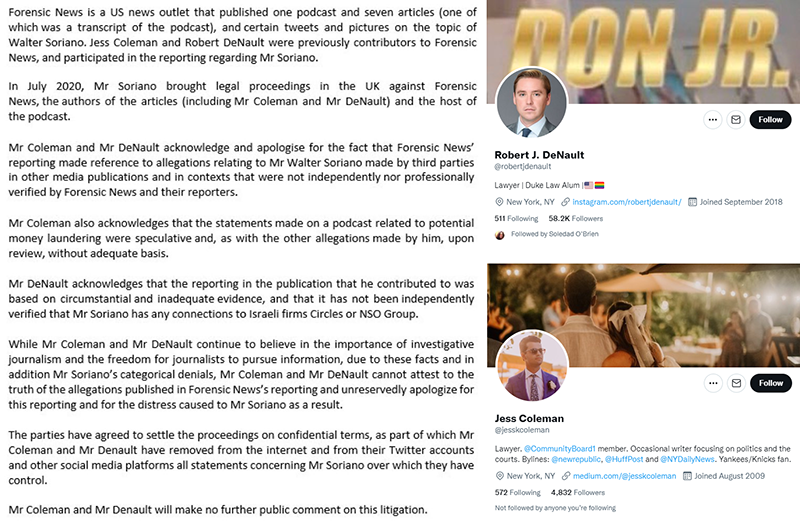 Forensic News is a US news outlet that published one podcast and seven articles (one of
which was a transcript of the podcast), and certain tweets and pictures on the topic of
Walter Soriano. Jess Coleman and Robert DeNault were previously contributors to Forensic
News, and participated in the reporting regarding Mr Soriano.
In July 2020, Mr Soriano brought legal proceedings in the UK against Forensic
News, the authors of the articles (including Mr Coleman and Mr DeNault) and the host of
the podcast.
Mr Coleman and Mr DeNault acknowledge and apologise for the fact that Forensic News'
reporting made reference to allegations relating to Mr Walter Soriano made by third parties
in other media publications and in contexts that were not independently nor professionally
verified by Forensic News and their reporters.
Mr Coleman also acknowledges that the statements made on a podcast related to potential
money laundering were speculative and, as with the other allegations made by him, upon
review, without adequate basis.
Mr DeNault acknowledges that the reporting in the publication that he contributed to was
based on circumstantial and inadequate evidence, and that it has not been independently
verified that Mr Soriano has any connections to Israeli firms Circles or NSO Group.
While Mr Coleman and Mr DeNault continue to believe in the importance of investigative
journalism and the freedom for journalists to pursue information, due to these facts and in
addition Mr Soriano's categorical denials, Mr Coleman and Mr DeNault cannot attest to the
truth of the allegations published in Forensic News's reporting and unreservedly apologize for
this reporting and for the distress caused to Mr Soriano as a result.
The parties have agreed to settle the proceedings on confidential terms, as part of which Mr
Coleman and Mr Denault have removed from the internet and from their Twitter accounts
and other social media platforms all statements concerning Mr Soriano over which they have
control.
Mr Coleman and Mr Denault will make no further public comment on this litigation.
DON JR.
Follow
Robert J. DeNault
@robertjdenault
Lawyer | Duke Law Alum |
New York, NY instagram.com/robertjdenault/ Joined September 2018
511 Following 58.2K Followers
Followed by Soledad O'Brien
Follow
Jess Coleman
@jesskcoleman
Lawyer. @CommunityBoard1 member. Occasional writer focusing on politics and the
courts. Bylines: @newrepublic, @HuffPost and @NYDailyNews. Yankees/Knicks fan.
New York, NY medium.com/@jesskcoleman Joined August 2009
572 Following 4,832 Followers
Not followed by anyone you're following